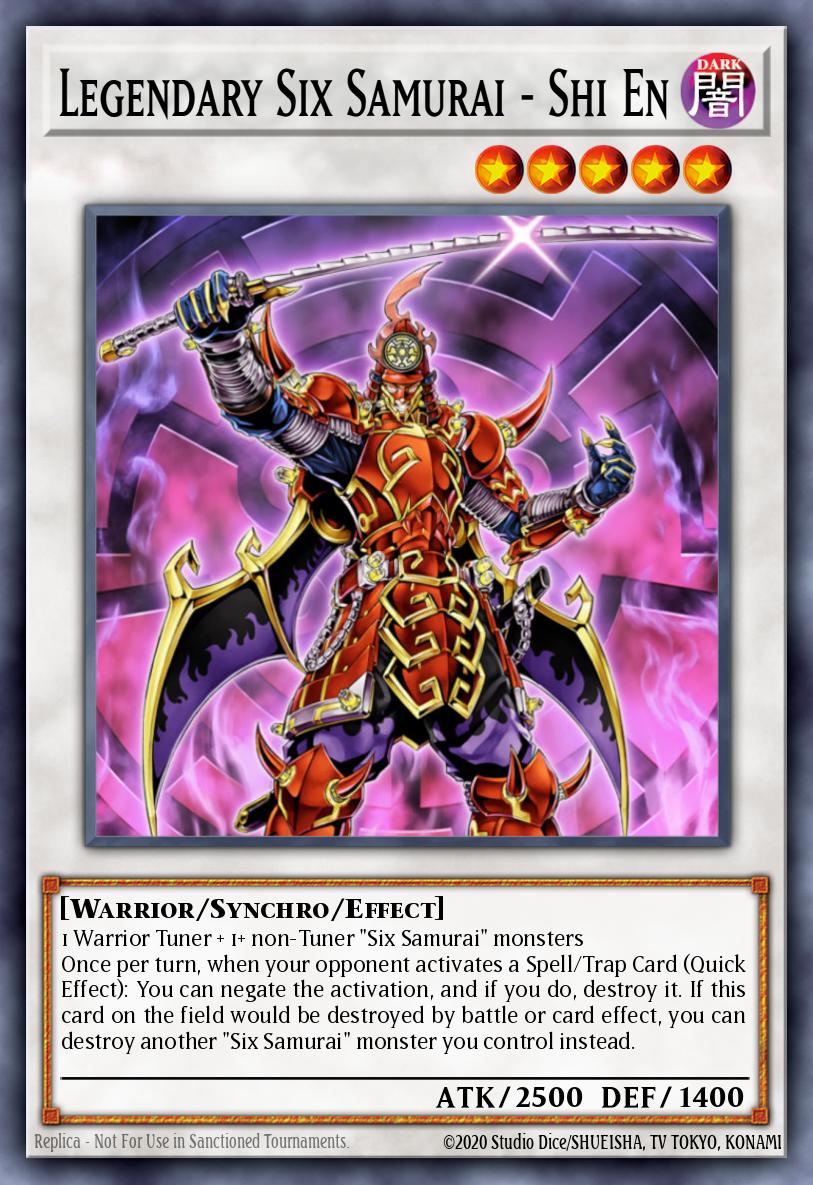 Legendary Six Samurai - Shi En
DARK
闇
[Warrior/Synchro/Effect]
1 Warrior Tuner + 1+ non-Tuner "Six Samurai" monsters
Once per turn, when your opponent activates a Spell/Trap Card (Quick
Effect): You can negate the activation, and if you do, destroy it. If this
card on the field would be destroyed by battle or card effect, you can
destroy another "Six Samurai" monster you control instead.
ATK/2500 DEF/1400
Replica - Not For Use in Sanctioned Tournaments.
©2020 Studio Dice/SHUEISHA, TV TOKYO, KONAMI